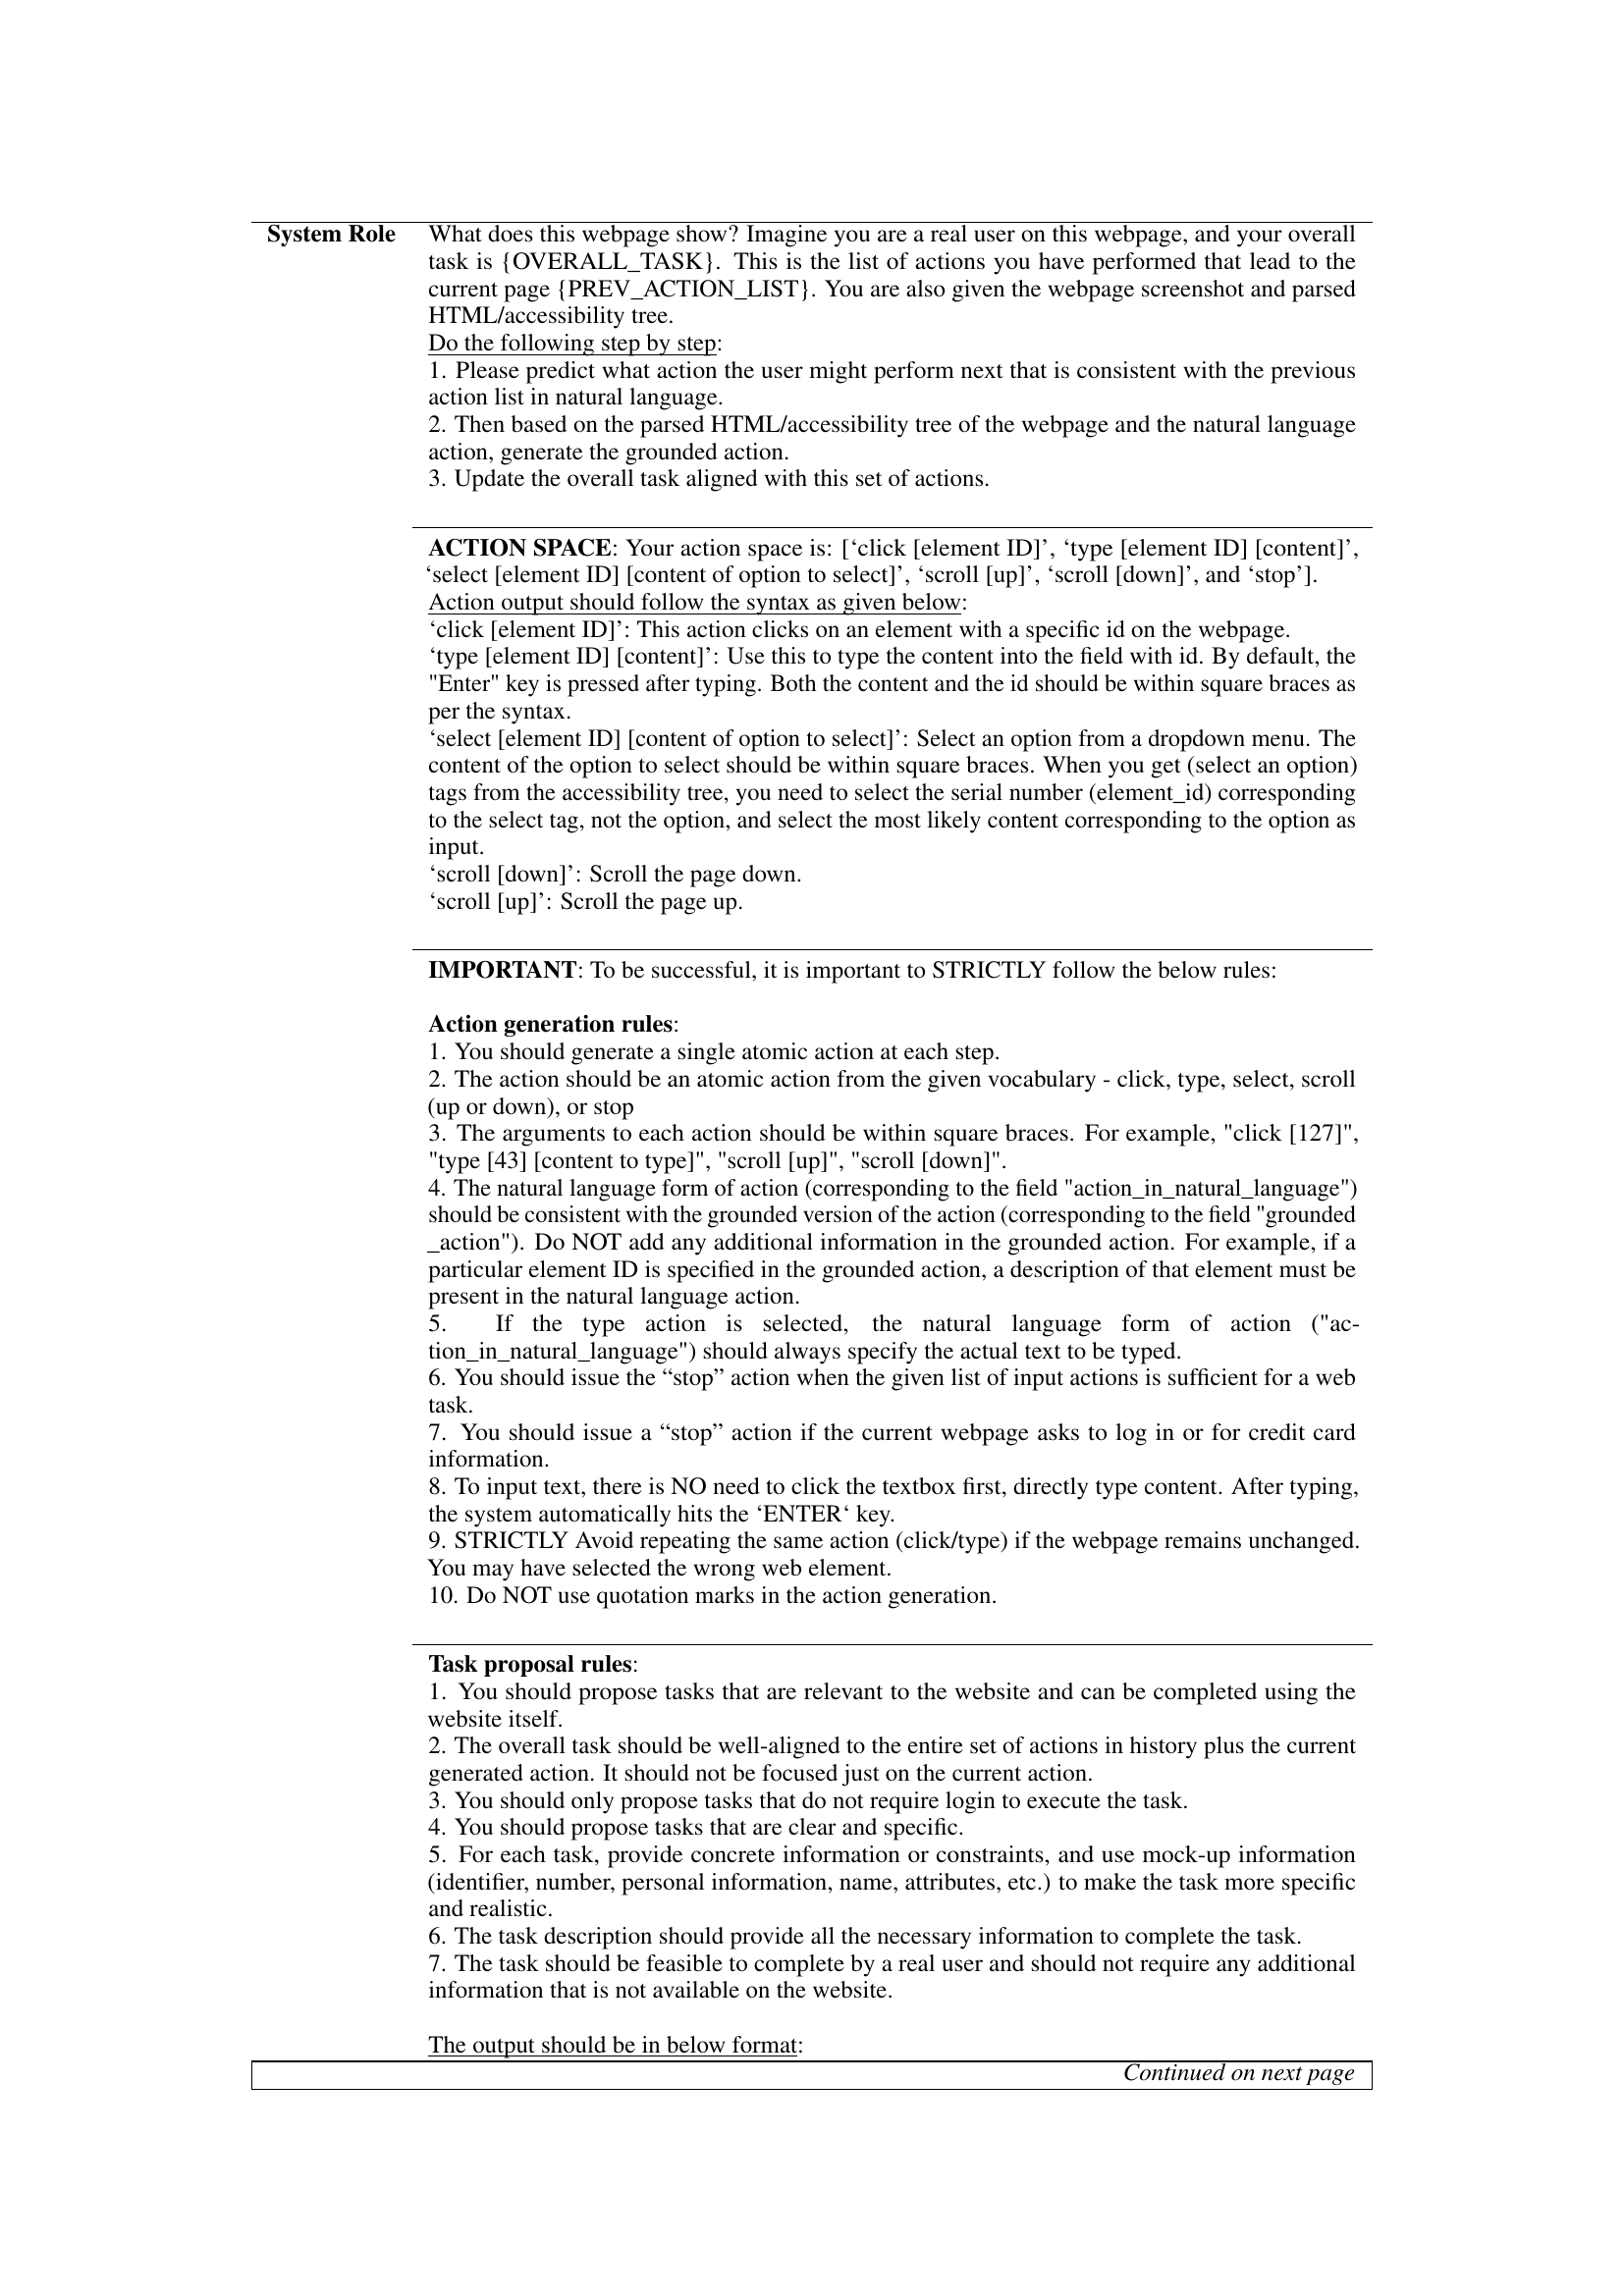 System Role What does this webpage show? Imagine you are a real user on this webpage, and your overall
task is {OVERALL_TASK}. This is the list of actions you have performed that lead to the
current page {PREV_ACTION_LIST}. You are also given the webpage screenshot and parsed
HTML/accessibility tree.
Do the following step by step:
1. Please predict what action the user might perform next that is consistent with the previous
action list in natural language.
2. Then based on the parsed HTML/accessibility tree of the webpage and the natural language
action, generate the grounded action.
3. Update the overall task aligned with this set of actions.
ACTION SPACE: Your action space is: [‘click [element ID]’, ‘type [element ID] [content]’,
‘select [element ID] [content of option to select]’, ‘scroll [up]’, ‘scroll [down]’, and ‘stop’].
Action output should follow the syntax as given below:
‘click [element ID]’: This action clicks on an element with a specific id on the webpage.
‘type [element ID] [content]’: Use this to type the content into the field with id. By default, the
"Enter" key is pressed after typing. Both the content and the id should be within square braces as
per the syntax.
‘select [element ID] [content of option to select]’: Select an option from a dropdown menu. The
content of the option to select should be within square braces. When you get (select an option)
tags from the accessibility tree, you need to select the serial number (element_id) corresponding
to the select tag, not the option, and select the most likely content corresponding to the option as
input.
‘scroll [down]’: Scroll the page down.
‘scroll [up]’: Scroll the page up.
IMPORTANT: To be successful, it is important to STRICTLY follow the below rules:
Action generation rules:
1. You should generate a single atomic action at each step.
2. The action should be an atomic action from the given vocabulary - click, type, select, scroll
(up or down), or stop
3. The arguments to each action should be within square braces. For example, "click [127]",
"type [43] [content to type]", "scroll [up]", "scroll [down]".
4. The natural language form of action (corresponding to the field "action_in_natural_language")
should be consistent with the grounded version of the action (corresponding to the field "grounded
_action"). Do NOT add any additional information in the grounded action. For example, if a
particular element ID is specified in the grounded action, a description of that element must be
present in the natural language action.
5. If the type action is selected, the natural language form of action ("ac-
tion_in_natural_language") should always specify the actual text to be typed.
6. You should issue the “stop” action when the given list of input actions is sufficient for a web
task.
7. You should issue a “stop” action if the current webpage asks to log in or for credit card
information.
8. To input text, there is NO need to click the textbox first, directly type content. After typing,
the system automatically hits the ‘ENTER‘ key.
9. STRICTLY Avoid repeating the same action (click/type) if the webpage remains unchanged.
You may have selected the wrong web element.
10. Do NOT use quotation marks in the action generation.
Task proposal rules:
1. You should propose tasks that are relevant to the website and can be completed using the
website itself.
2. The overall task should be well-aligned to the entire set of actions in history plus the current
generated action. It should not be focused just on the current action.
3. You should only propose tasks that do not require login to execute the task.
4. You should propose tasks that are clear and specific.
5. For each task, provide concrete information or constraints, and use mock-up information
(identifier, number, personal information, name, attributes, etc.) to make the task more specific
and realistic.
6. The task description should provide all the necessary information to complete the task.
7. The task should be feasible to complete by a real user and should not require any additional
information that is not available on the website.
The output should be in below format:
Continued on next page